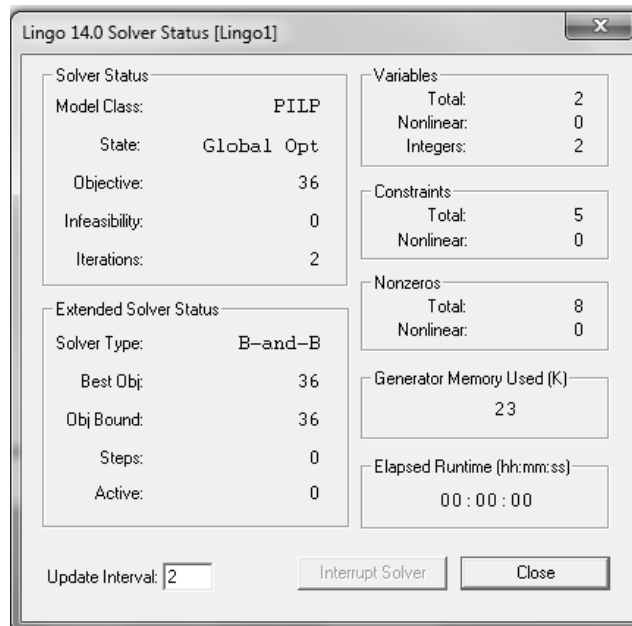 Lingo 14.0 Solver Status [Lingo1]
x
Solver Status
Model Class: PILP
State: Global Opt
Objective: 36
Infeasibility: 0
Iterations: 2
Extended Solver Status
Solver Type: B-and-B
Best Obj: 36
Obj Bound: 36
Steps: 0
Active: 0
Update Interval: 2
Variables
Total: 2
Nonlinear: 0
Integers: 2
Constraints
Total: 5
Nonlinear: 0
Nonzeros
Total: 8
Nonlinear: 0
Generator Memory Used (K)
23
Elapsed Runtime (hh:mm:ss)
00:00:00
Interrupt Solver
Close